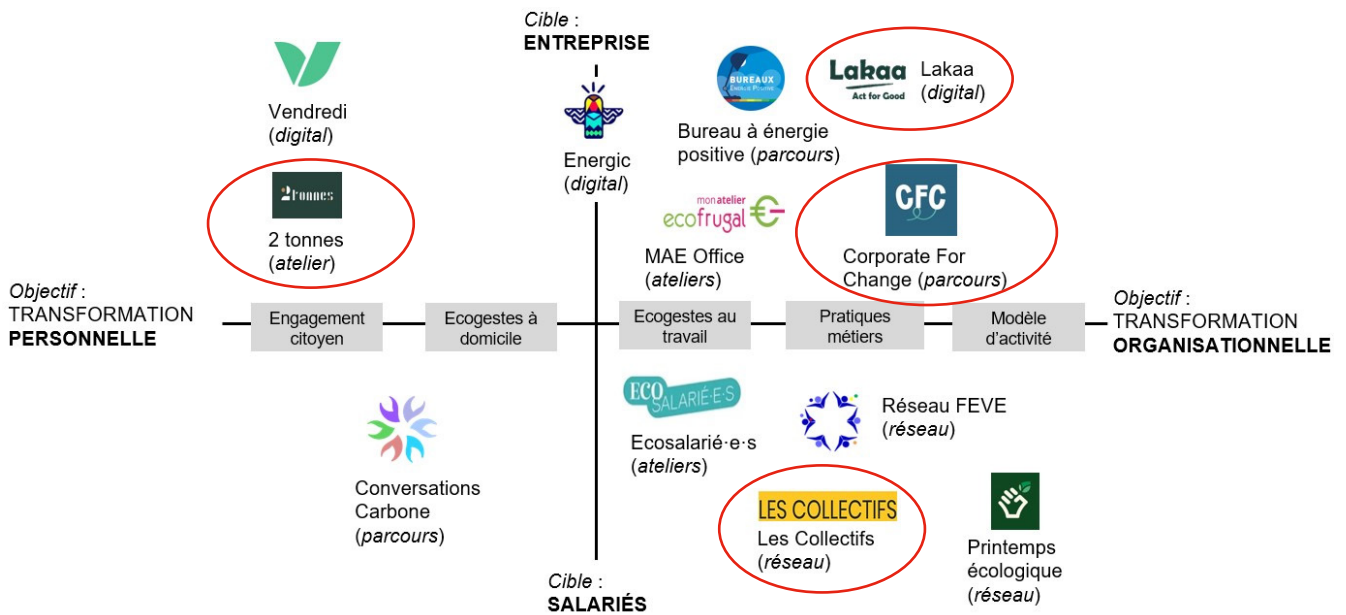 Cible :
ENTREPRISE
Vendredi
(digital)
2tonnes
2 tonnes
(atelier)
Energic
(digital)
BUREAUX
ENERGIE POSITIVE
Bureau à énergie
positive (parcours)
Lakaa
Act for Good
Lakaa
(digital)
mon atelier
ecofrugal
MAE Office
(ateliers)
CFC
Corporate For
Change (parcours)
Objectif :
TRANSFORMATION
PERSONNELLE
Engagement
citoyen
Ecogestes à
domicile
Ecogestes au
travail
Pratiques
métiers
Modèle
d'activité
Objectif :
TRANSFORMATION
ORGANISATIONNELLE
Conversations
Carbone
(parcours)
ECO
SALARIÉ·E·S
Ecosalarié·e·s
(ateliers)
Réseau FEVE
(réseau)
LES COLLECTIFS
Les Collectifs
(réseau)
Printemps
écologique
(réseau)
Cible :
SALARIÉS